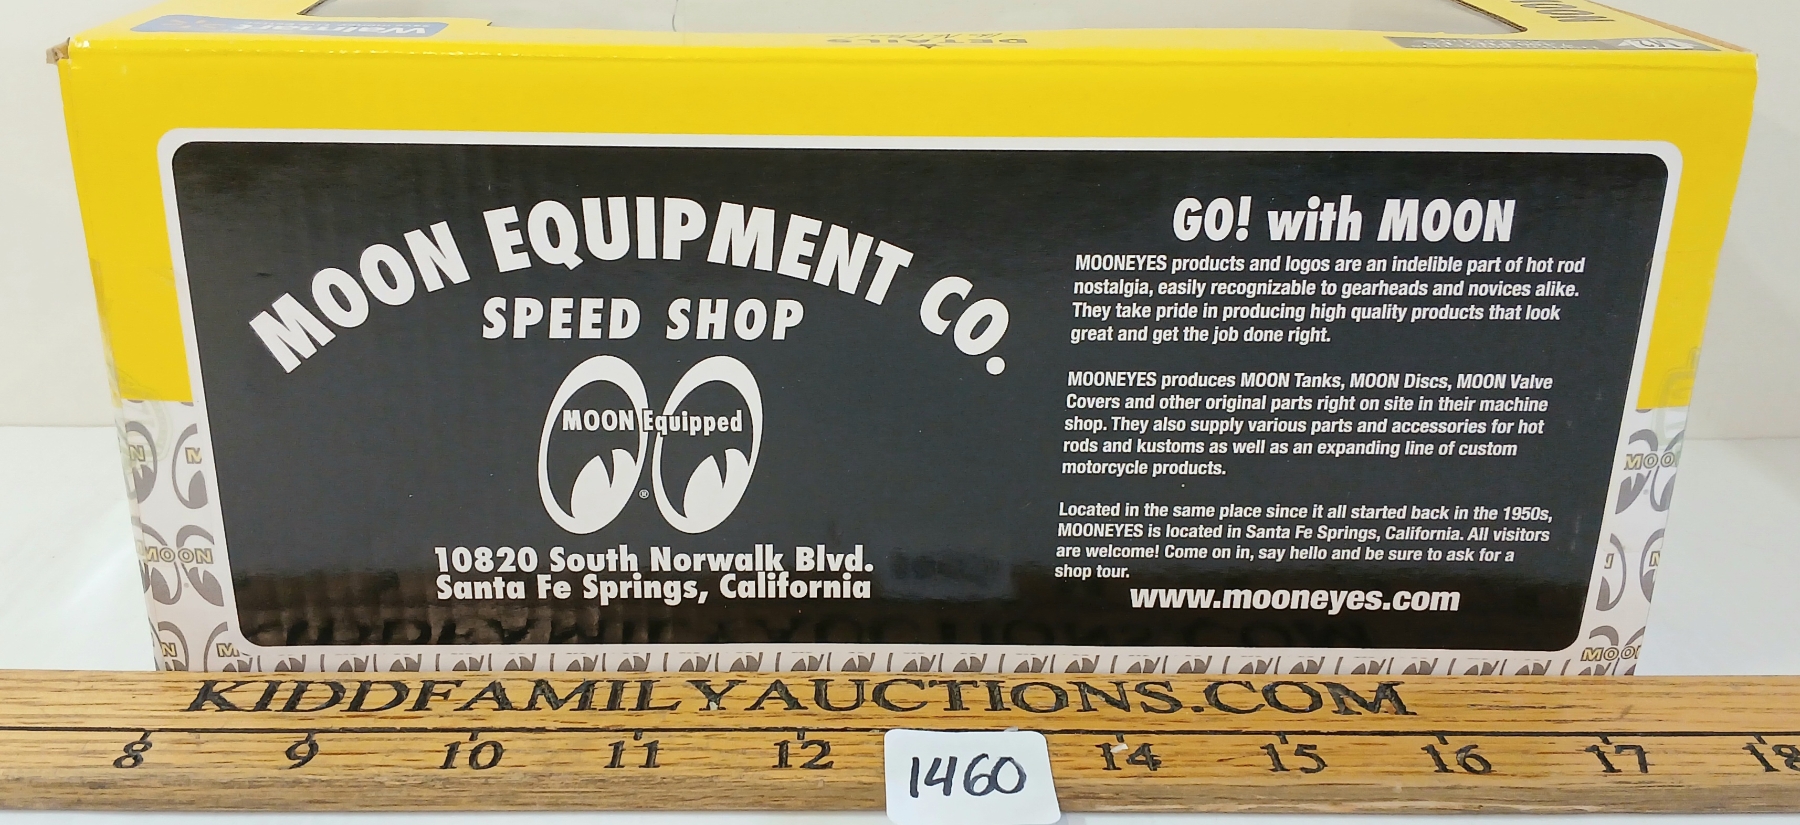 Walmart
DETAILS
MOON
MOON EQUIPMENT CO.
SPEED SHOP
MOON Equipped
®
10820 South Norwalk Blvd.
Santa Fe Springs, California
GO! with MOON
MOONEYES products and logos are an indelible part of hot rod
nostalgia, easily recognizable to gearheads and novices alike.
They take pride in producing high quality products that look
great and get the job done right.
MOONEYES produces MOON Tanks, MOON Discs, MOON Valve
Covers and other original parts right on site in their machine
shop. They also supply various parts and accessories for hot
rods and kustoms as well as an expanding line of custom
motorcycle products.
Located in the same place since it all started back in the 1950s,
MOONEYES is located in Santa Fe Springs, California. All visitors
are welcome! Come on in, say hello and be sure to ask for a
shop tour.
www.mooneyes.com
MOON
MOON
KIDDFAMILYAUCTIONS.COM
8 9 10 11 12 14 15 16 17 18
1460